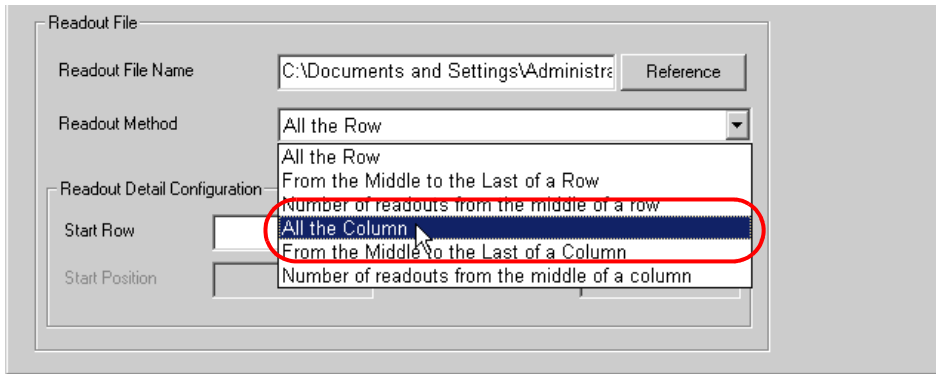 Readout File
Readout File Name C:\Documents and Settings\Administra Reference
Readout Method All the Row
All the Row
From the Middle to the Last of a Row
Readout Detail Configuration
Number of readouts from the middle of a row
Start Row All the Column
From the Middle to the Last of a Column
Start Position Number of readouts from the middle of a column